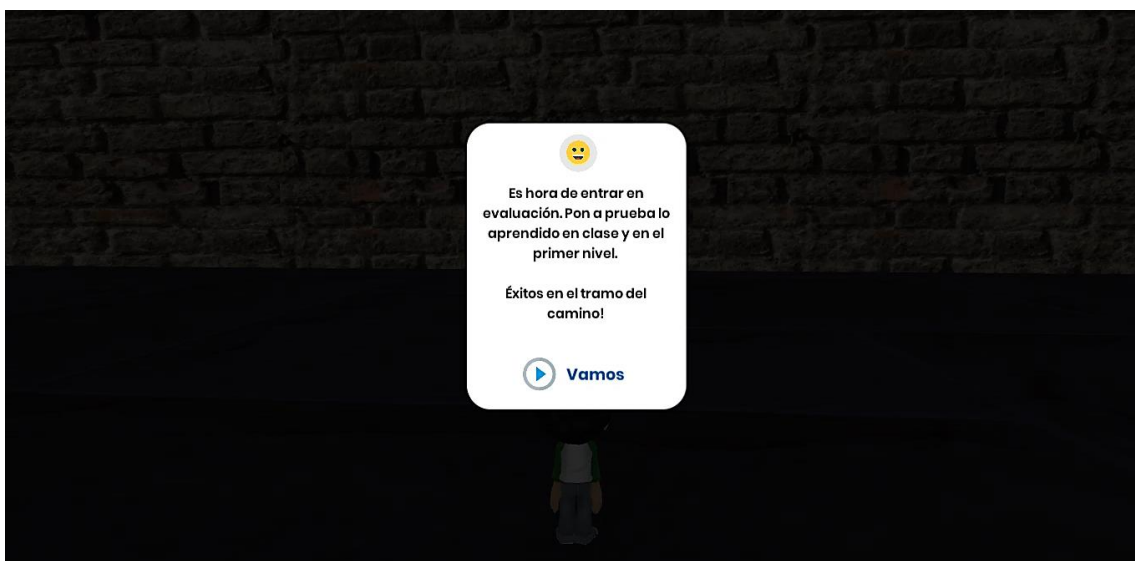 Es hora de entrar en
evaluación. Pon a prueba lo
aprendido en clase y en el
primer nivel.
Éxitos en el tramo del
camino!
Vamos